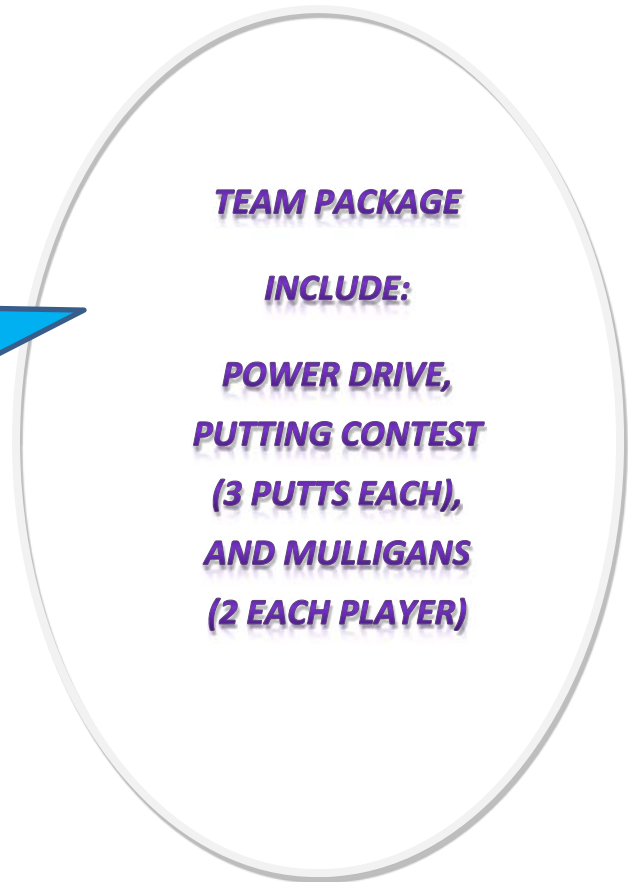 TEAM PACKAGE
INCLUDE:
POWER DRIVE,
PUTTING CONTEST
(3 PUTTS EACH),
AND MULLIGANS
(2 EACH PLAYER)